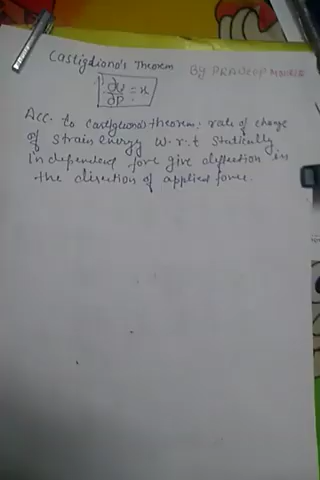 Castigliano's Theorem BY PRADEEP MOURYA
∂u/∂P = x
Acc. to Castigliano's theorem: rate of change
of strain energy w.r.t statically
independent force give deflection in
the direction of applied force.